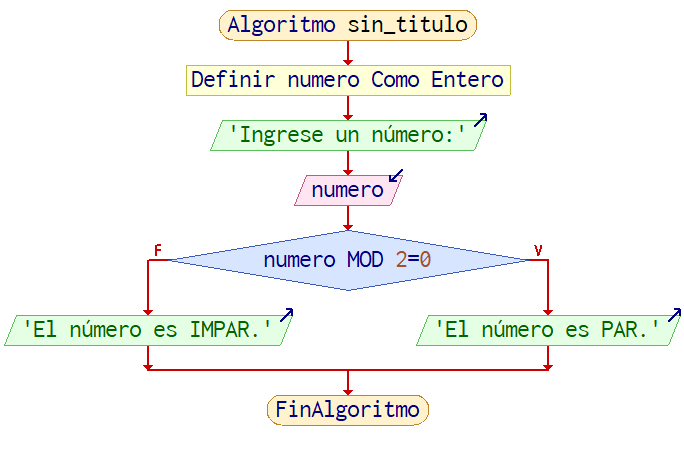 Algoritmo sin_titulo
Definir numero Como Entero
'Ingrese un número:'
numero
numero MOD 2=0
F
V
'El número es IMPAR.'
'El número es PAR.'
FinAlgoritmo